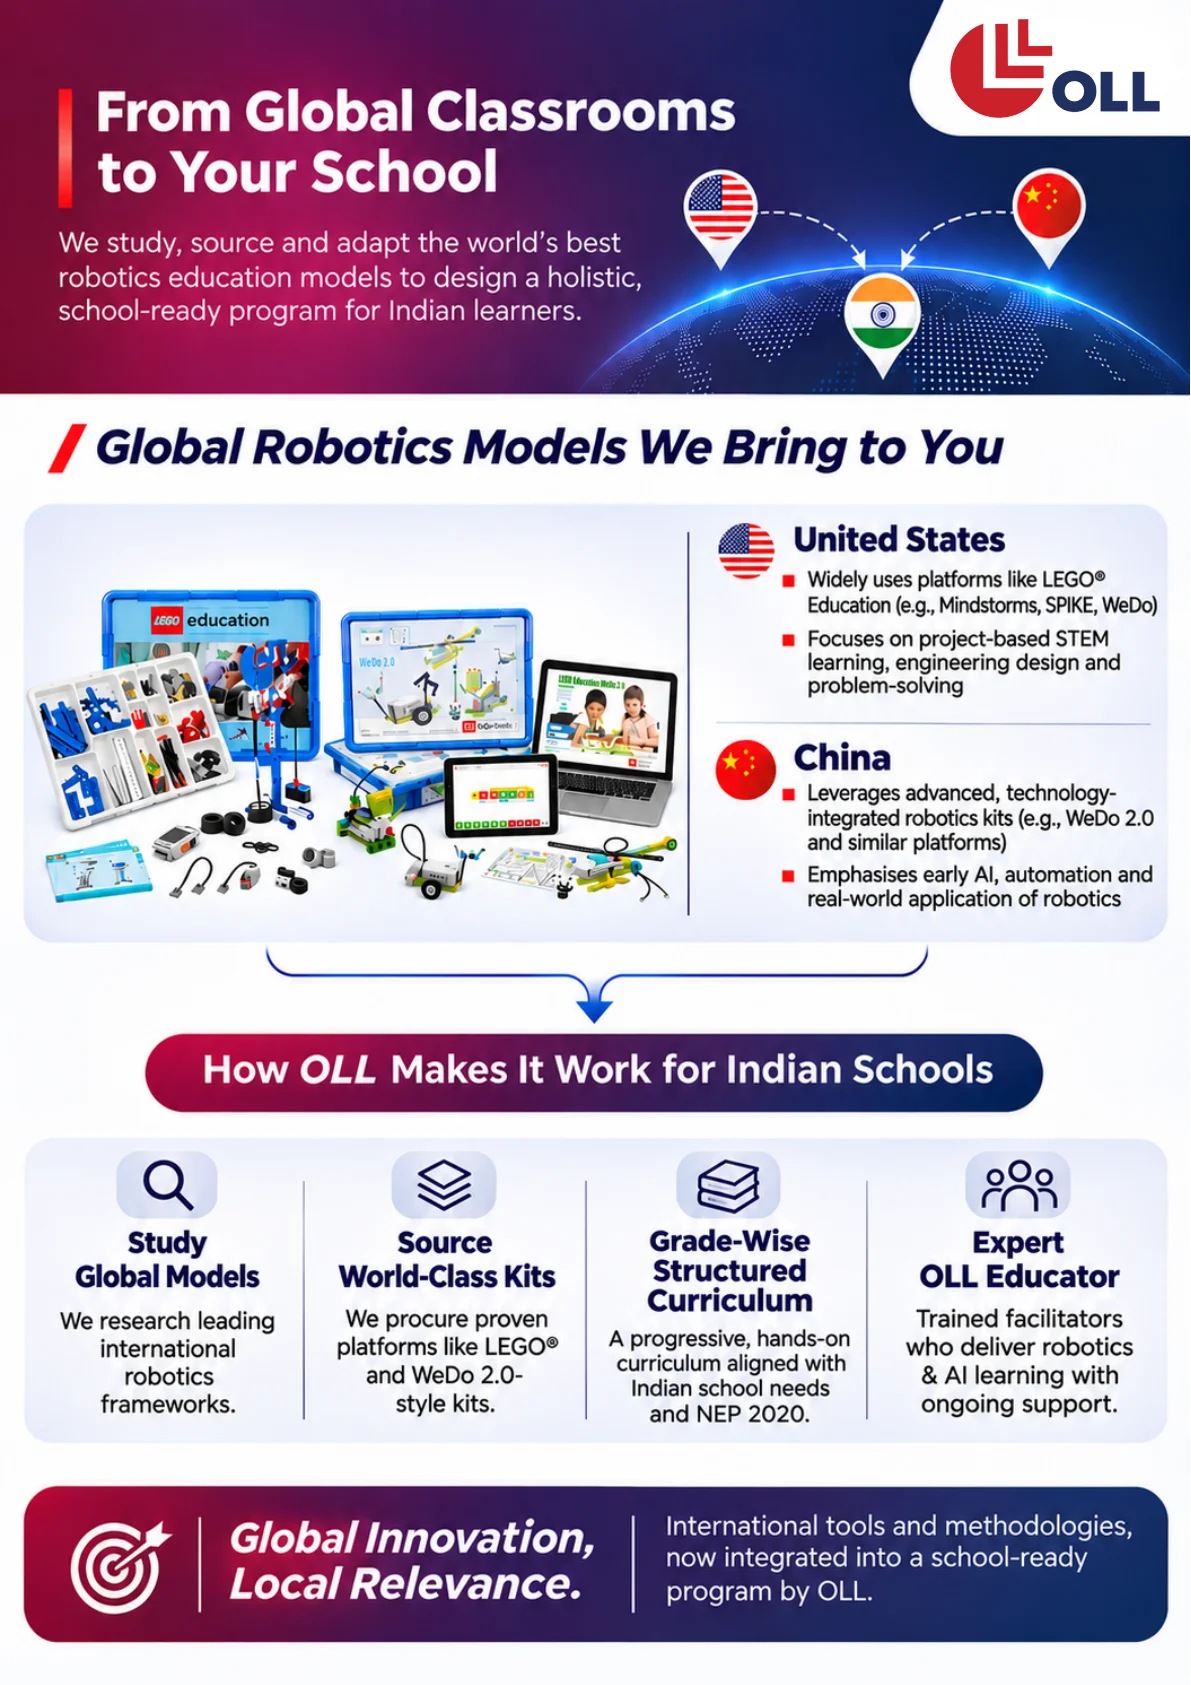 OLL
From Global Classrooms
to Your School
We study, source and adapt the world's best
robotics education models to design a holistic,
school-ready program for Indian learners.
Global Robotics Models We Bring to You
LEGO education
WeDo 2.0
LEGO Education WeDo 2.0
United States
Widely uses platforms like LEGO®
Education (e.g., Mindstorms, SPIKE, WeDo)
Focuses on project-based STEM
learning, engineering design and
problem-solving
China
Leverages advanced, technology-
integrated robotics kits (e.g., WeDo 2.0
and similar platforms)
Emphasises early AI, automation and
real-world application of robotics
How OLL Makes It Work for Indian Schools
Study
Global Models
We research leading
international
robotics
frameworks.
Source
World-Class Kits
We procure proven
platforms like LEGO®
and WeDo 2.0-
style kits.
Grade-Wise
Structured
Curriculum
A progressive, hands-on
curriculum aligned with
Indian school needs
and NEP 2020.
Expert
OLL Educator
Trained facilitators
who deliver robotics
& AI learning with
ongoing support.
Global Innovation,
Local Relevance.
International tools and methodologies,
now integrated into a school-ready
program by OLL.